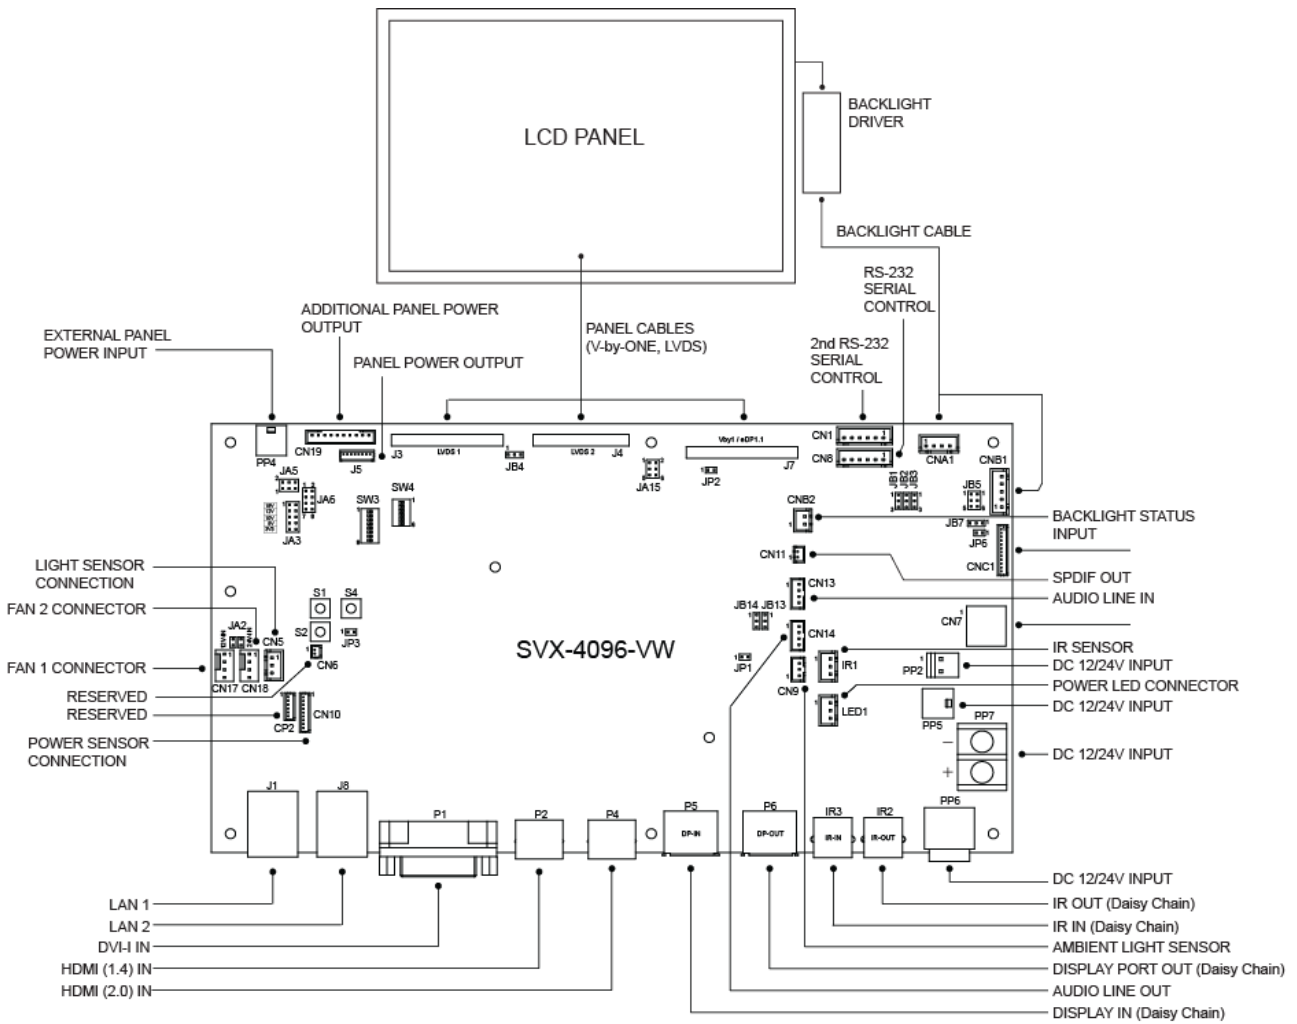 LCD PANEL
BACKLIGHT
DRIVER
BACKLIGHT CABLE
RS-232
SERIAL
CONTROL
ADDITIONAL PANEL POWER
OUTPUT
EXTERNAL PANEL
POWER INPUT
PANEL POWER OUTPUT
PANEL CABLES
(V-by-ONE, LVDS)
2nd RS-232
SERIAL
CONTROL
PP4
CN19
J5
J3
LVDS 1
JB4
LVDS 2
J4
JA15
Vby1 / eDP1.1
J7
JP2
CN1
CN8
CNA1
CNB1
JB1
JB2
JB3
JB5
JB7
JP6
CNC1
JA5
JA6
JA3
SW3
SW4
CNB2
CN11
CN13
JB14
JB13
CN14
JP1
CN9
IR1
LED1
CN7
PP2
PP5
PP7
−
+
S1
S4
S2
JP3
CN6
JA2
CN5
CN17
CN18
CP2
CN10
SVX-4096-VW
LIGHT SENSOR
CONNECTION
FAN 2 CONNECTOR
FAN 1 CONNECTOR
RESERVED
RESERVED
POWER SENSOR
CONNECTION
BACKLIGHT STATUS
INPUT
SPDIF OUT
AUDIO LINE IN
IR SENSOR
DC 12/24V INPUT
POWER LED CONNECTOR
DC 12/24V INPUT
DC 12/24V INPUT
J1
J8
P1
P2
P4
P5
DP-IN
P6
DP-OUT
IR3
IR-IN
IR2
IR-OUT
PP6
LAN 1
LAN 2
DVI-I IN
HDMI (1.4) IN
HDMI (2.0) IN
DC 12/24V INPUT
IR OUT (Daisy Chain)
IR IN (Daisy Chain)
AMBIENT LIGHT SENSOR
DISPLAY PORT OUT (Daisy Chain)
AUDIO LINE OUT
DISPLAY IN (Daisy Chain)